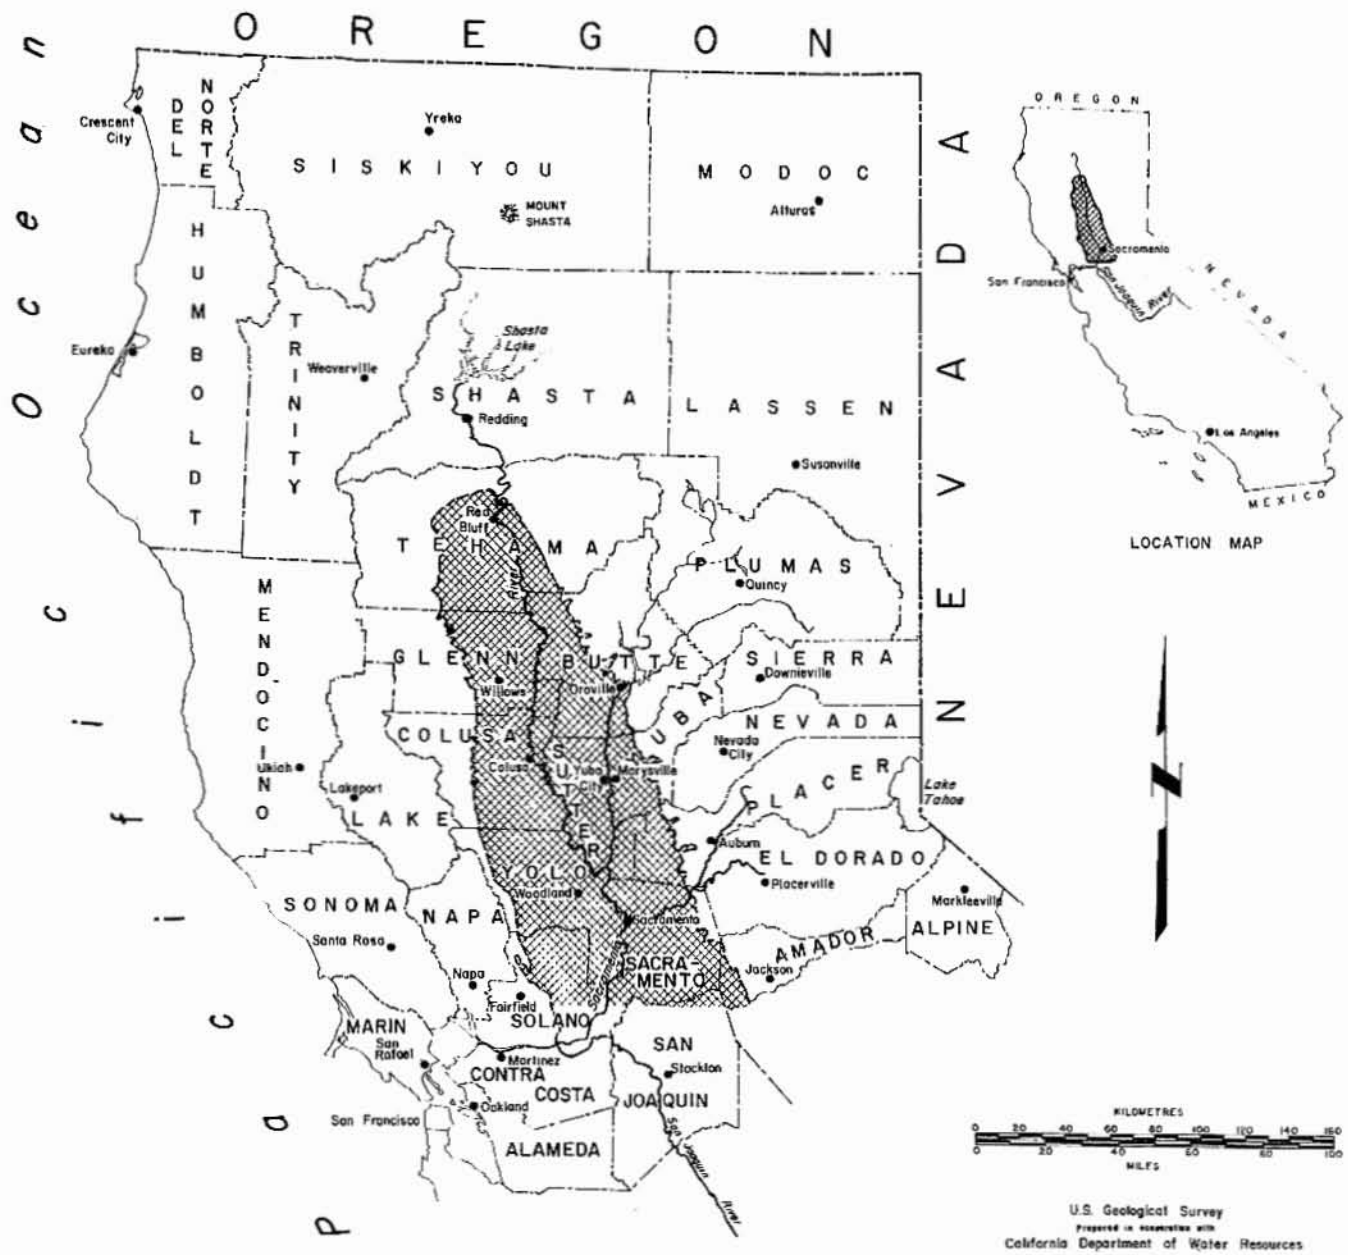 OREGON
Pacific Ocean
NEVADA
DEL NORTE
Crescent
City
SISKIYOU
Yreka
MOUNT
SHASTA
MODOC
Alturas
HUMBOLDT
Eureka
TRINITY
Weaverville
Shasta
Lake
SHASTA
Redding
LASSEN
Susanville
TEHAMA
Red
Bluff
River
PLUMAS
Quincy
MENDOCINO
Ukiah
GLENN
Willows
BUTTE
Oroville
SIERRA
Downieville
COLUSA
Colusa
SUTTER
Yuba
City
Marysville
YUBA
NEVADA
Nevada
City
PLACER
Auburn
Lake
Tahoe
Lakeport
LAKE
YOLO
Woodland
EL DORADO
Placerville
Markleeville
ALPINE
SONOMA
Santa Rosa
NAPA
Napa
Sacramento
SACRA-
MENTO
Sacramento
AMADOR
Jackson
Fairfield
SOLANO
MARIN
San
Rafael
Martinez
CONTRA
COSTA
SAN
JOAQUIN
Stockton
San Francisco
Oakland
ALAMEDA
San Joaquin River
OREGON
Sacramento
San Francisco
San Joaquin River
NEVADA
Los Angeles
MEXICO
LOCATION MAP
KILOMETRES
0 20 40 60 80 100 120 140 160
0 20 40 60 80 100
MILES
U.S. Geological Survey
Prepared in cooperation with
California Department of Water Resources